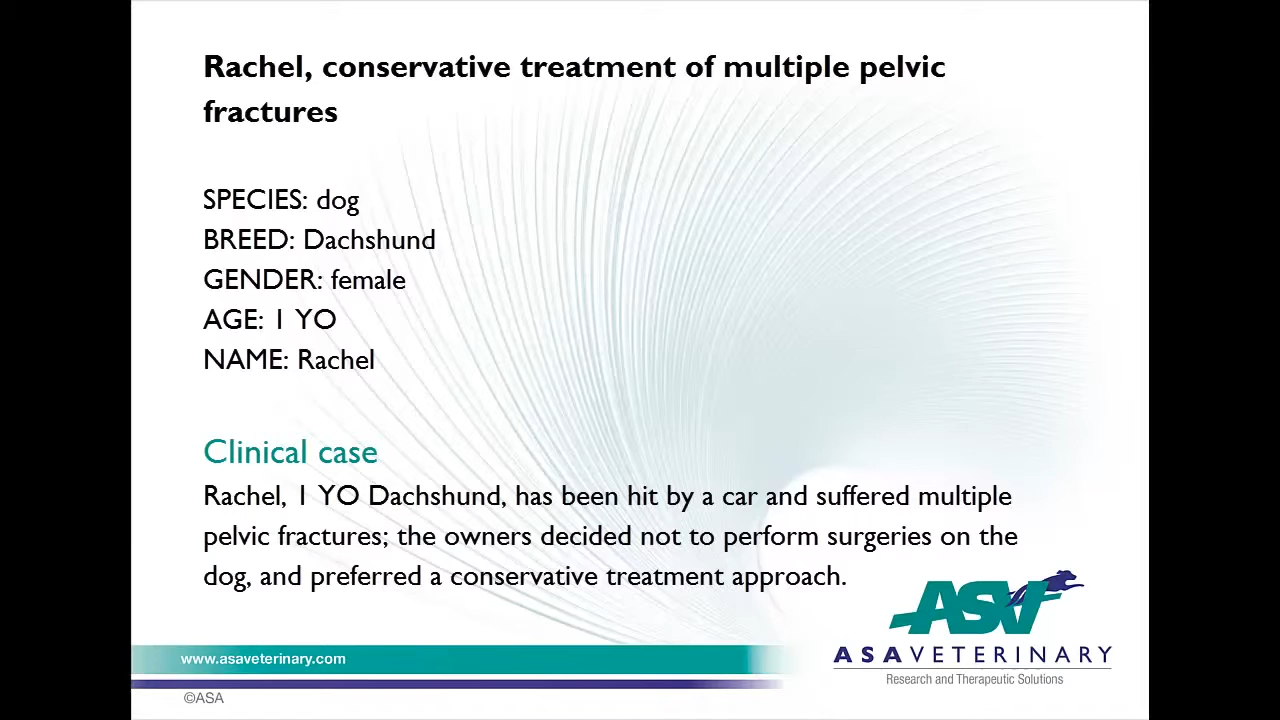 Rachel, conservative treatment of multiple pelvic
fractures
SPECIES: dog
BREED: Dachshund
GENDER: female
AGE: 1 YO
NAME: Rachel
Clinical case
Rachel, 1 YO Dachshund, has been hit by a car and suffered multiple
pelvic fractures; the owners decided not to perform surgeries on the
dog, and preferred a conservative treatment approach.
ASV
ASAVETERINARY
Research and Therapeutic Solutions
www.asaveterinary.com
©ASA